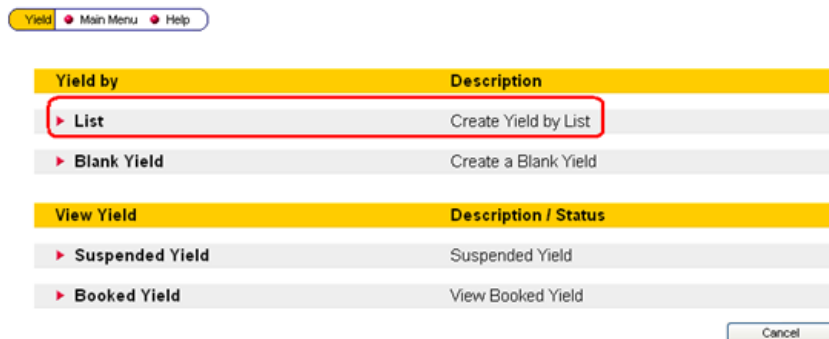 Yield Main Menu Help
Yield by Description
List Create Yield by List
Blank Yield Create a Blank Yield
View Yield Description / Status
Suspended Yield Suspended Yield
Booked Yield View Booked Yield
Cancel